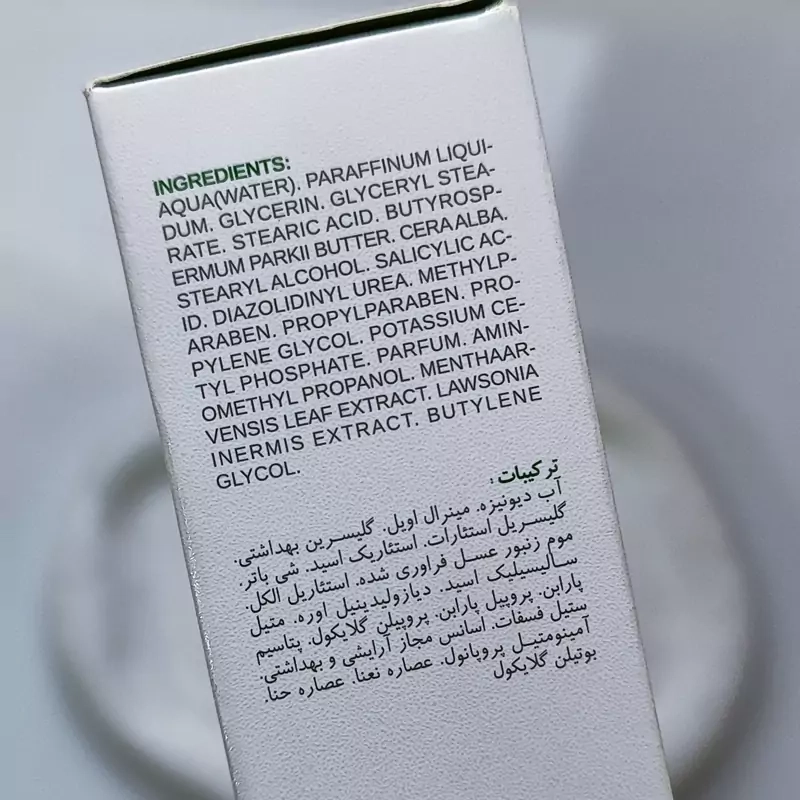 INGREDIENTS:
AQUA(WATER). PARAFFINUM LIQUI-
DUM. GLYCERIN. GLYCERYL STEA-
RATE. STEARIC ACID. BUTYROSP-
ERMUM PARKII BUTTER. CERA ALBA.
STEARYL ALCOHOL. SALICYLIC AC-
ID. DIAZOLIDINYL UREA. METHYLP-
ARABEN. PROPYLPARABEN. PRO-
PYLENE GLYCOL. POTASSIUM CE-
TYL PHOSPHATE. PARFUM. AMIN-
OMETHYL PROPANOL. MENTHAAR-
VENSIS LEAF EXTRACT. LAWSONIA
INERMIS EXTRACT. BUTYLENE
GLYCOL.
ترکیبات:
آب دیونیزه. مینرال اویل. گلیسرین بهداشتی.
گلیسریل استئارات. استئاریک اسید. شی باتر.
موم زنبور عسل فراوری شده. استئاریل الکل.
سالیسیلیک اسید. دیازولیدینیل اوره. متیل
پارابن. پروپیل پارابن. پروپیلن گلایکول. پتاسیم
ستیل فسفات. اسانس مجاز آرایشی و بهداشتی.
آمینومتیل پروپانول. عصاره نعنا. عصاره حنا.
بوتیلن گلایکول